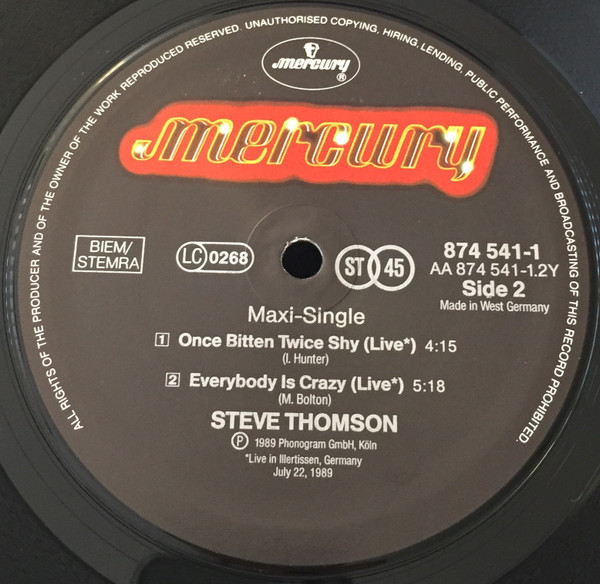 ALL RIGHTS OF THE PRODUCER AND OF THE OWNER OF THE WORK REPRODUCED RESERVED. UNAUTHORISED COPYING, HIRING, LENDING, PUBLIC PERFORMANCE AND BROADCASTING OF THIS RECORD PROHIBITED.
mercury ®
mercury
BIEM/
STEMRA
LC 0268
ST 45
874 541-1
AA 874 541-1.2Y
Side 2
Made in West Germany
Maxi-Single
1 Once Bitten Twice Shy (Live*) 4:15
(I. Hunter)
2 Everybody Is Crazy (Live*) 5:18
(M. Bolton)
STEVE THOMSON
Ⓟ 1989 Phonogram GmbH, Köln
*Live in Illertissen, Germany
July 22, 1989